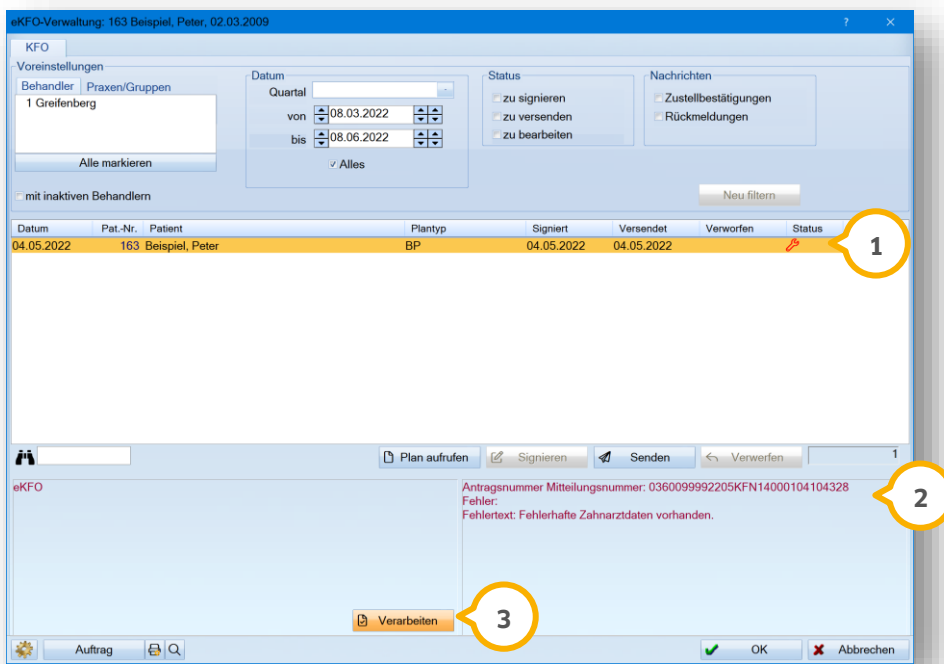 eKFO-Verwaltung: 163 Beispiel, Peter, 02.03.2009 ? ×
KFO
Voreinstellungen
Behandler Praxen/Gruppen
1 Greifenberg
Alle markieren
mit inaktiven Behandlern
Datum
Quartal
von 08.03.2022
bis 08.06.2022
Alles
Status
zu signieren
zu versenden
zu bearbeiten
Nachrichten
Zustellbestätigungen
Rückmeldungen
Neu filtern
Datum Pat.-Nr. Patient Plantyp Signiert Versendet Verworfen Status
04.05.2022 163 Beispiel, Peter BP 04.05.2022 04.05.2022
1
Plan aufrufen Signieren Senden Verwerfen 1
eKFO
Antragsnummer Mitteilungsnummer: 0360099992205KFN14000104104328
Fehler:
Fehlertext: Fehlerhafte Zahnarztdaten vorhanden.
2
Verarbeiten
3
Auftrag OK Abbrechen